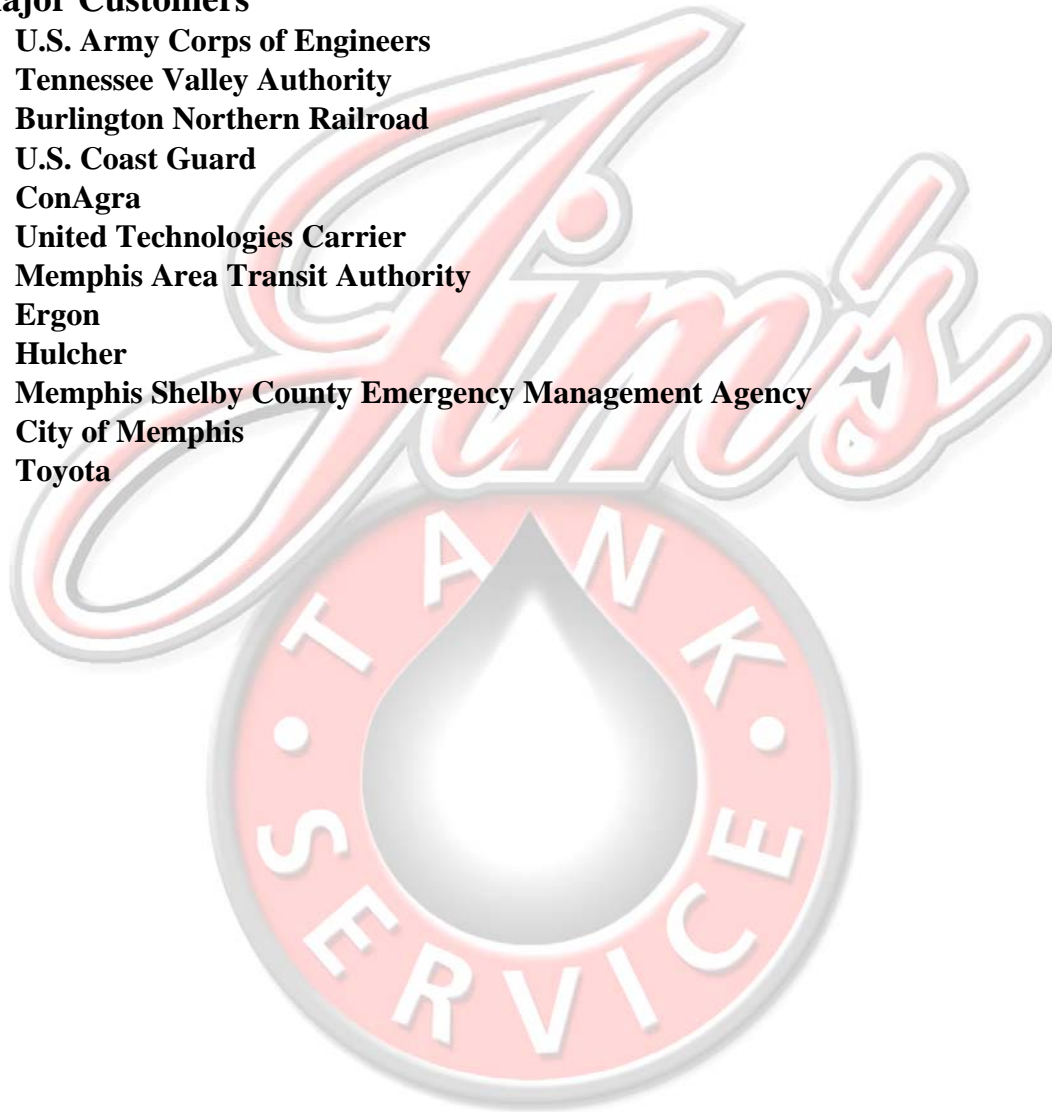 ajor Customers
U.S. Army Corps of Engineers
Tennessee Valley Authority
Burlington Northern Railroad
U.S. Coast Guard
ConAgra
United Technologies Carrier
Memphis Area Transit Authority
Ergon
Hulcher
Memphis Shelby County Emergency Management Agency
City of Memphis
Toyota
Jim's
TANK
SERVICE